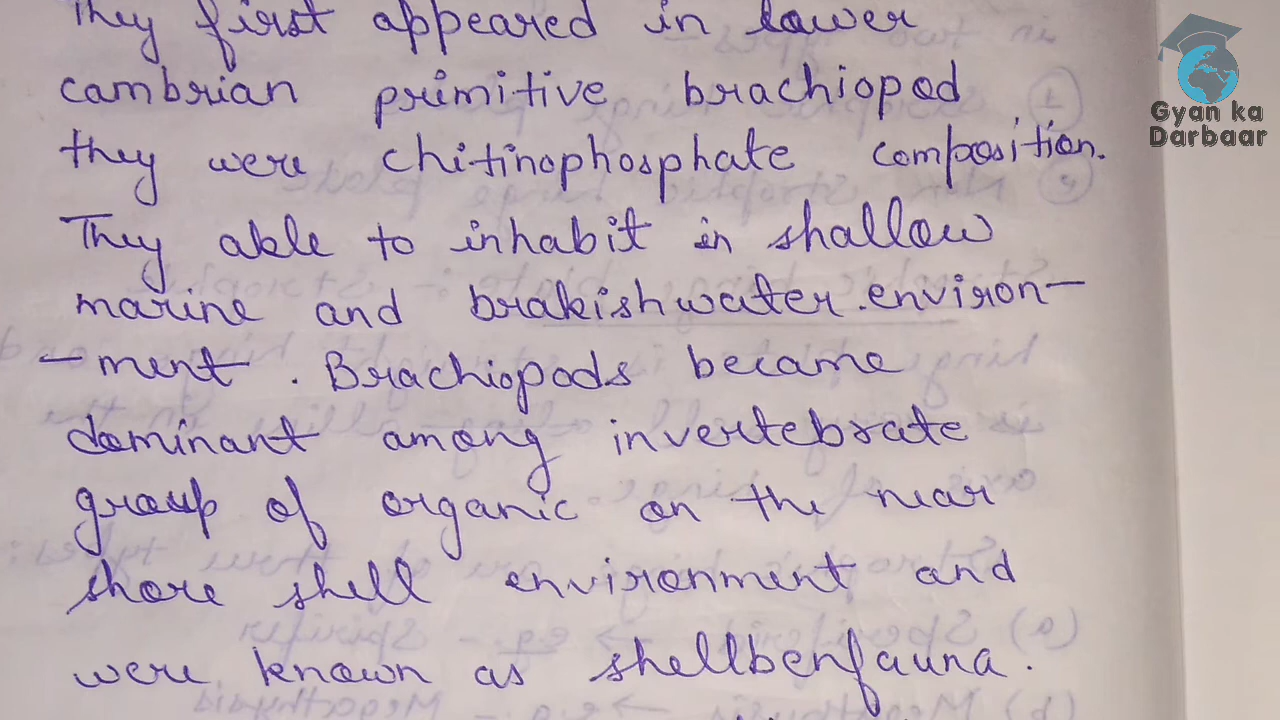 They first appeared in lower
cambrian primitive brachiopod
they were chitinophosphate composition.
They able to inhabit in shallow
marine and brakishwater.environ-
-ment. Brachiopods became
dominant among invertebrate
group of organic on the near
shore shell environment and
were known as shellbenfauna.
Gyan ka
Darbaar